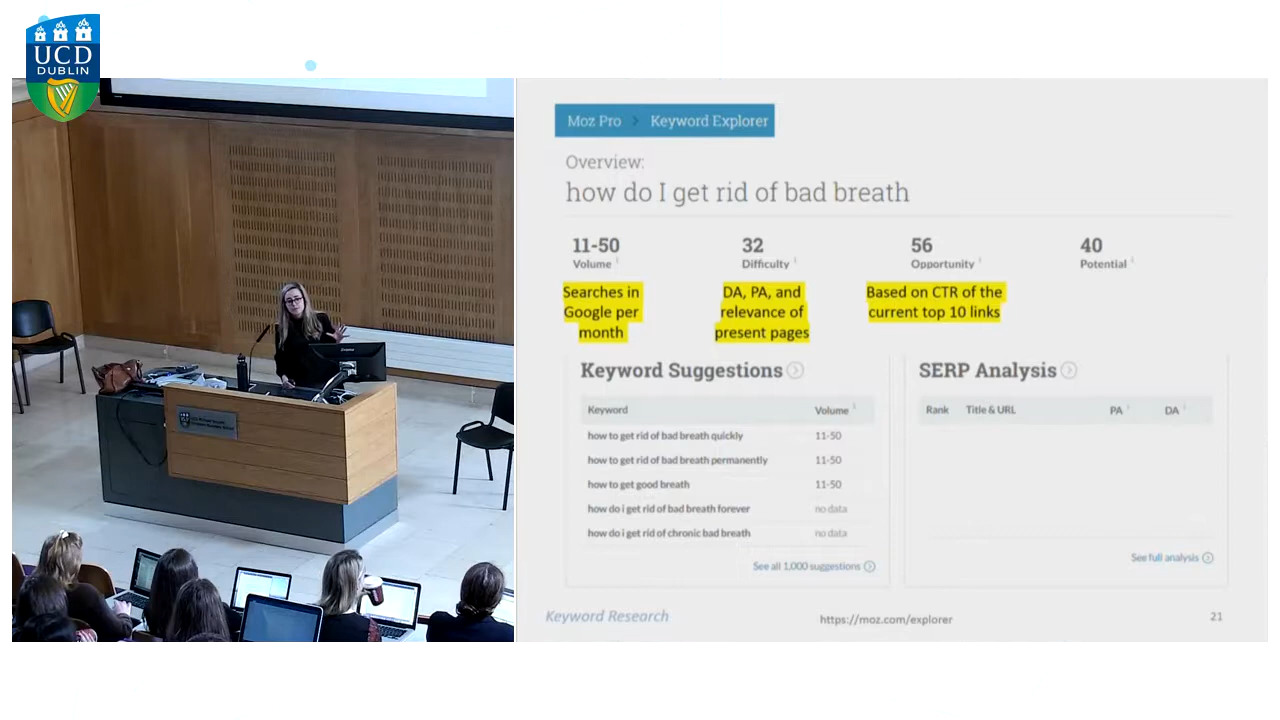 UCD
DUBLIN
Moz Pro > Keyword Explorer
Overview:
how do I get rid of bad breath
11-50
Volume
32
Difficulty
56
Opportunity
40
Potential
Searches in
Google per
month
DA, PA, and
relevance of
present pages
Based on CTR of the
current top 10 links
Keyword Suggestions
Keyword Volume
how to get rid of bad breath quickly 11-50
how to get rid of bad breath permanently 11-50
how to get good breath 11-50
how do i get rid of bad breath forever no data
how do i get rid of chronic bad breath no data
See all 1,000 suggestions
SERP Analysis
Rank Title & URL PA DA
See full analysis
Keyword Research
https://moz.com/explorer
21